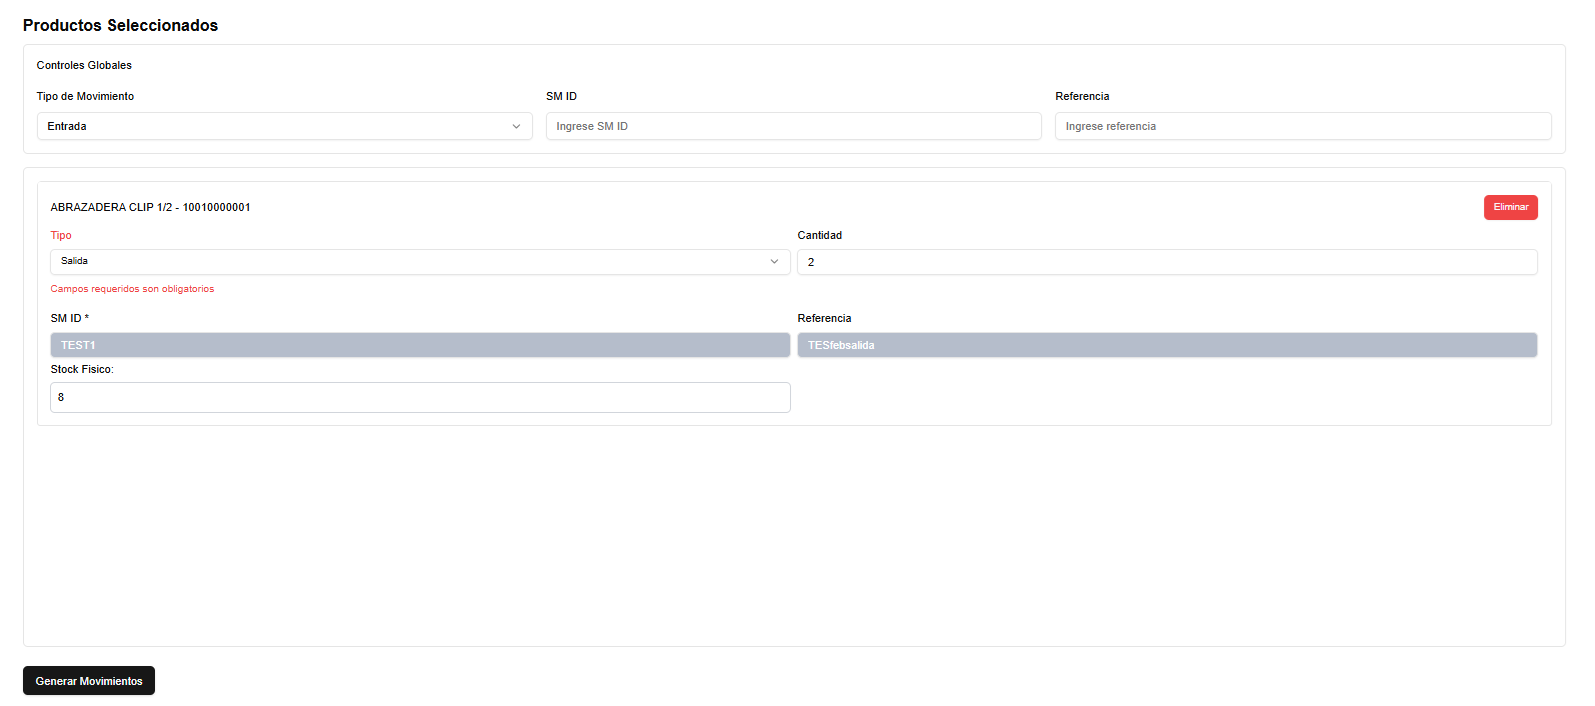 Productos Seleccionados
Controles Globales
Tipo de Movimiento
SM ID
Referencia
Entrada
Ingrese SM ID
Ingrese referencia
ABRAZADERA CLIP 1/2 - 10010000001
Eliminar
Tipo
Cantidad
Salida
2
Campos requeridos son obligatorios
SM ID *
Referencia
TEST1
TESfebsalida
Stock Fisico:
8
Generar Movimientos